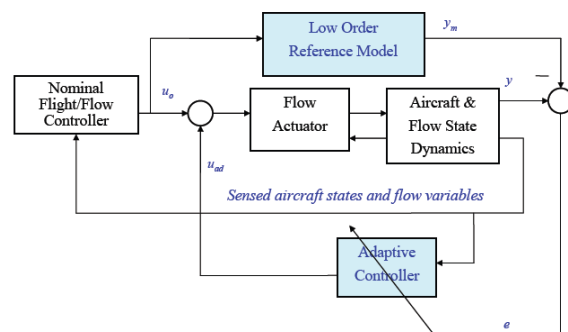 Low Order
Reference Model
y_m
Nominal
Flight/Flow
Controller
u_o
Flow
Actuator
Aircraft &
Flow State
Dynamics
y
u_ad
Sensed aircraft states and flow variables
Adaptive
Controller
e